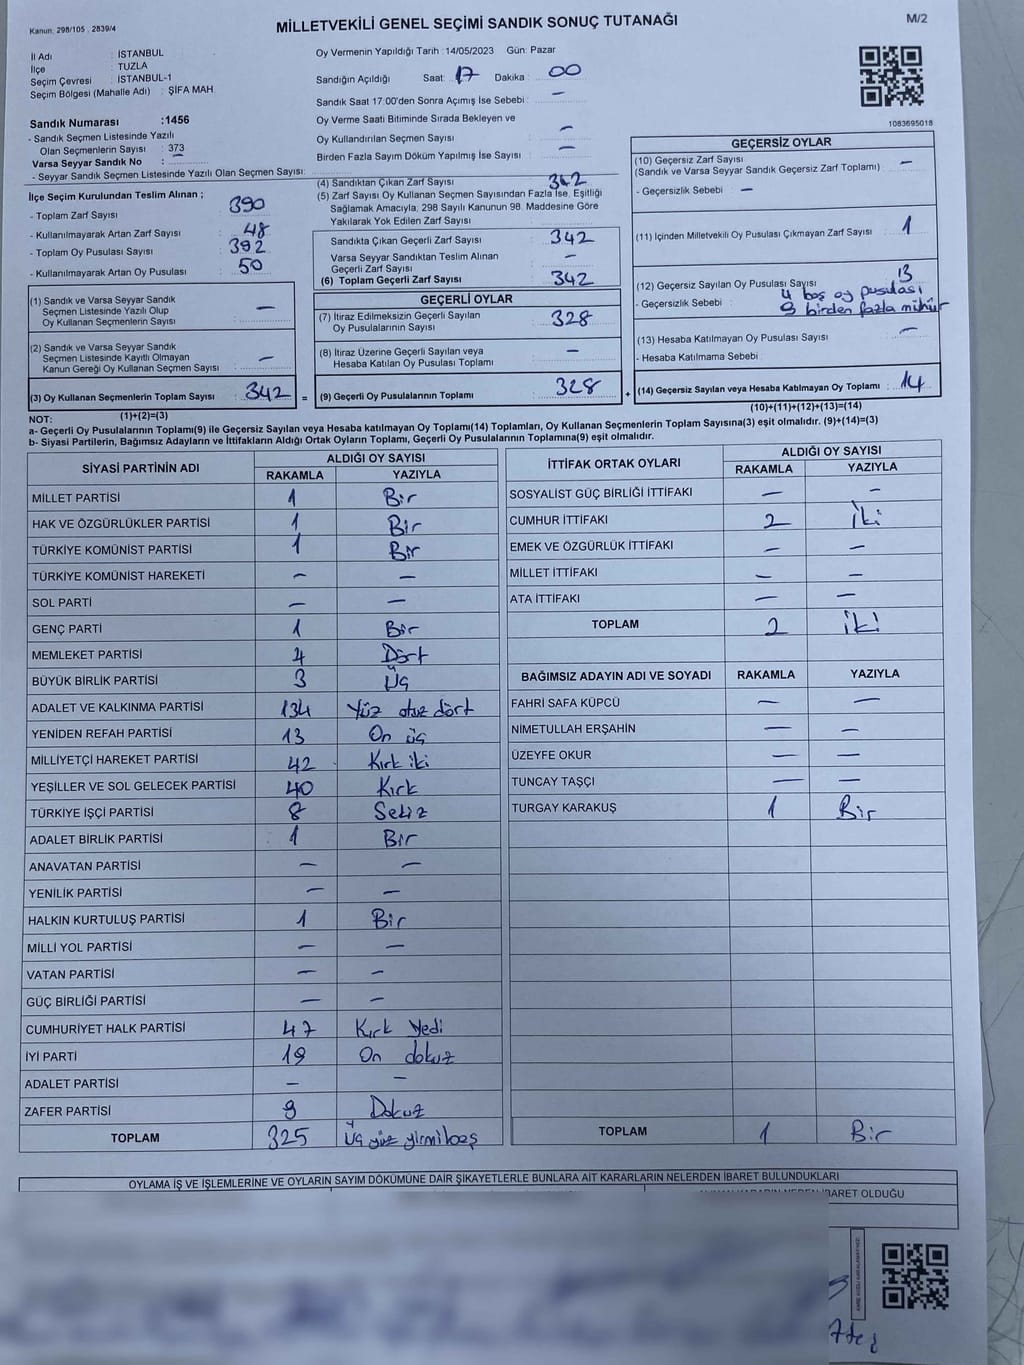 Kanun. 298/105 . 2839/4
MİLLETVEKİLİ GENEL SEÇİMİ SANDIK SONUÇ TUTANAĞI
M/2
İl Adı : İSTANBUL
İlçe : TUZLA
Seçim Çevresi : İSTANBUL-1
Seçim Bölgesi (Mahalle Adı) : ŞİFA MAH.
Sandık Numarası :1456
- Sandık Seçmen Listesinde Yazılı
Olan Seçmenlerin Sayısı : 373
Varsa Seyyar Sandık No : –
- Seyyar Sandık Seçmen Listesinde Yazılı Olan Seçmen Sayısı:
Oy Vermenin Yapıldığı Tarih :14/05/2023 Gün: Pazar
Sandığın Açıldığı Saat: 17 Dakika : 00
Sandık Saat 17:00'den Sonra Açımış İse Sebebi : –
Oy Verme Saati Bitiminde Sırada Bekleyen ve
Oy Kullandırılan Seçmen Sayısı : –
Birden Fazla Sayım Döküm Yapılmış İse Sayısı : –
1083695018
İlçe Seçim Kurulundan Teslim Alınan ;
- Toplam Zarf Sayısı : 390
- Kullanılmayarak Artan Zarf Sayısı : 48
- Toplam Oy Pusulası Sayısı : 392
- Kullanılmayarak Artan Oy Pusulası : 50
(4) Sandıktan Çıkan Zarf Sayısı : 342
(5) Zarf Sayısı Oy Kullanan Seçmen Sayısından Fazla İse, Eşitliği
Sağlamak Amacıyla; 298 Sayılı Kanunun 98. Maddesine Göre
Yakılarak Yok Edilen Zarf Sayısı :
Sandıkta Çıkan Geçerli Zarf Sayısı : 342
Varsa Seyyar Sandıktan Teslim Alınan
Geçerli Zarf Sayısı : –
(6) Toplam Geçerli Zarf Sayısı : 342
(1) Sandık ve Varsa Seyyar Sandık
Seçmen Listesinde Yazılı Olup
Oy Kullanan Seçmenlerin Sayısı : –
(2) Sandık ve Varsa Seyyar Sandık
Seçmen Listesinde Kayıtlı Olmayan
Kanun Gereği Oy Kullanan Seçmen Sayısı : –
(3) Oy Kullanan Seçmenlerin Toplam Sayısı : 342
(1)+(2)=(3)
=
GEÇERLİ OYLAR
(7) İtiraz Edilmeksizin Geçerli Sayılan
Oy Pusulalarının Sayısı : 328
(8) İtiraz Üzerine Geçerli Sayılan veya
Hesaba Katılan Oy Pusulası Toplamı : –
(9) Geçerli Oy Pusulalarının Toplamı : 328
+
GEÇERSİZ OYLAR
(10) Geçersiz Zarf Sayısı
(Sandık ve Varsa Seyyar Sandık Geçersiz Zarf Toplamı) : –
- Geçersizlik Sebebi : –
(11) İçinden Milletvekili Oy Pusulası Çıkmayan Zarf Sayısı : 1
(12) Geçersiz Sayılan Oy Pusulası Sayısı : 13
- Geçersizlik Sebebi : 4 boş oy pusulası
9 birden fazla mühür
(13) Hesaba Katılmayan Oy Pusulası Sayısı : –
- Hesaba Katılmama Sebebi :
(14) Geçersiz Sayılan veya Hesaba Katılmayan Oy Toplamı : 14
(10)+(11)+(12)+(13)=(14)
NOT:
a- Geçerli Oy Pusulalarının Toplamı(9) ile Geçersiz Sayılan veya Hesaba katılmayan Oy Toplamı(14) Toplamları, Oy Kullanan Seçmenlerin Toplam Sayısına(3) eşit olmalıdır. (9)+(14)=(3)
b- Siyasi Partilerin, Bağımsız Adayların ve İttifakların Aldığı Ortak Oyların Toplamı, Geçerli Oy Pusulalarının Toplamına(9) eşit olmalıdır.
SİYASİ PARTİNİN ADI ALDIĞI OY SAYISI
RAKAMLA YAZIYLA
MİLLET PARTİSİ 1 Bir
HAK VE ÖZGÜRLÜKLER PARTİSİ 1 Bir
TÜRKİYE KOMÜNİST PARTİSİ 1 Bir
TÜRKİYE KOMÜNİST HAREKETİ – –
SOL PARTİ – –
GENÇ PARTİ 1 Bir
MEMLEKET PARTİSİ 4 Dört
BÜYÜK BİRLİK PARTİSİ 3 Üç
ADALET VE KALKINMA PARTİSİ 134 Yüz otuz dört
YENİDEN REFAH PARTİSİ 13 On üç
MİLLİYETÇİ HAREKET PARTİSİ 42 Kırk iki
YEŞİLLER VE SOL GELECEK PARTİSİ 40 Kırk
TÜRKİYE İŞÇİ PARTİSİ 8 Sekiz
ADALET BİRLİK PARTİSİ 1 Bir
ANAVATAN PARTİSİ – –
YENİLİK PARTİSİ – –
HALKIN KURTULUŞ PARTİSİ 1 Bir
MİLLİ YOL PARTİSİ – –
VATAN PARTİSİ – –
GÜÇ BİRLİĞİ PARTİSİ – –
CUMHURİYET HALK PARTİSİ 47 Kırk Yedi
İYİ PARTİ 19 On dokuz
ADALET PARTİSİ – –
ZAFER PARTİSİ 9 Dokuz
TOPLAM 325 Üç yüz yirmibeş
İTTİFAK ORTAK OYLARI ALDIĞI OY SAYISI
RAKAMLA YAZIYLA
SOSYALİST GÜÇ BİRLİĞİ İTTİFAKI – –
CUMHUR İTTİFAKI 2 İki
EMEK VE ÖZGÜRLÜK İTTİFAKI – –
MİLLET İTTİFAKI – –
ATA İTTİFAKI – –
TOPLAM 2 İki
BAĞIMSIZ ADAYIN ADI VE SOYADI RAKAMLA YAZIYLA
FAHRİ SAFA KÜPCÜ – –
NİMETULLAH ERŞAHİN – –
ÜZEYFE OKUR – –
TUNCAY TAŞÇI – –
TURGAY KARAKUŞ 1 Bir
TOPLAM 1 Bir
OYLAMA İŞ VE İŞLEMLERİNE VE OYLARIN SAYIM DÖKÜMÜNE DAİR ŞİKAYETLERLE BUNLARA AİT KARARLARIN NELERDEN İBARET BULUNDUKLARI
İBARET OLDUĞU